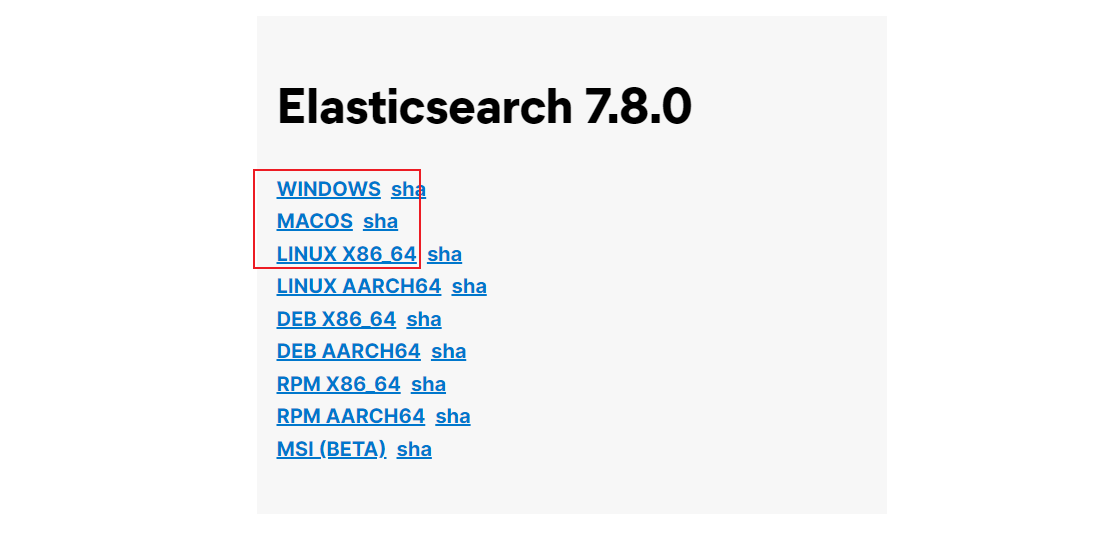 Elasticsearch 7.8.0
WINDOWS sha
MACOS sha
LINUX X86_64 sha
LINUX AARCH64 sha
DEB X86_64 sha
DEB AARCH64 sha
RPM X86_64 sha
RPM AARCH64 sha
MSI (BETA) sha